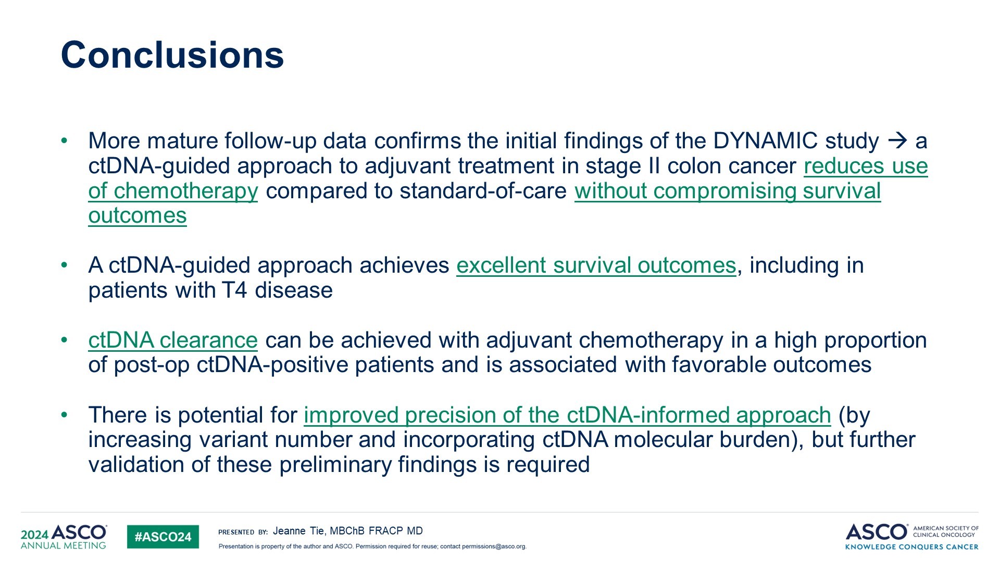 Conclusions
• More mature follow-up data confirms the initial findings of the DYNAMIC study → a
ctDNA-guided approach to adjuvant treatment in stage II colon cancer reduces use
of chemotherapy compared to standard-of-care without compromising survival
outcomes
• A ctDNA-guided approach achieves excellent survival outcomes, including in
patients with T4 disease
• ctDNA clearance can be achieved with adjuvant chemotherapy in a high proportion
of post-op ctDNA-positive patients and is associated with favorable outcomes
• There is potential for improved precision of the ctDNA-informed approach (by
increasing variant number and incorporating ctDNA molecular burden), but further
validation of these preliminary findings is required
2024 ASCO®
ANNUAL MEETING
#ASCO24
PRESENTED BY: Jeanne Tie, MBChB FRACP MD
Presentation is property of the author and ASCO. Permission required for reuse; contact permissions@asco.org.
ASCO® AMERICAN SOCIETY OF
CLINICAL ONCOLOGY
KNOWLEDGE CONQUERS CANCER